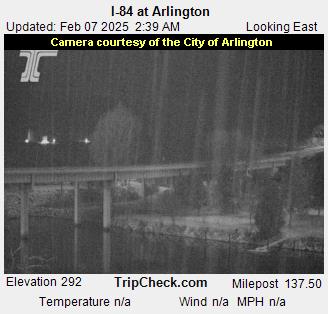 I-84 at Arlington
Updated: Feb 07 2025 2:39 AM Looking East
Camera courtesy of the City of Arlington
Elevation 292 TripCheck.com Milepost 137.50
Temperature n/a Wind n/a MPH n/a